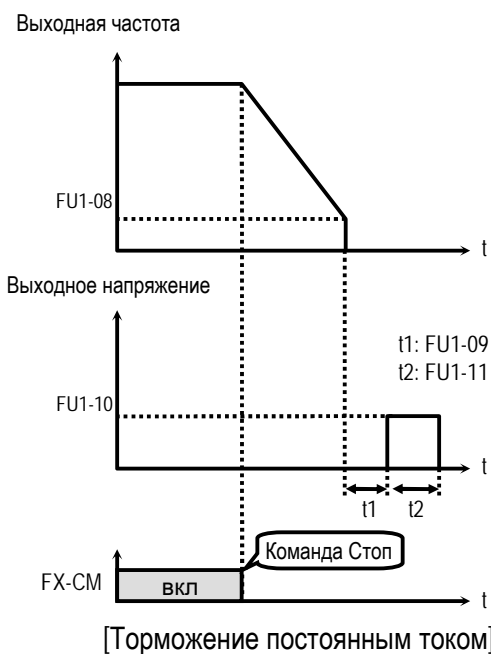 Выходная частота
FU1-08
t
Выходное напряжение
t1: FU1-09
t2: FU1-11
FU1-10
t
t1 t2
Команда Стоп
FX-CM
вкл
t
[Торможение постоянным током]